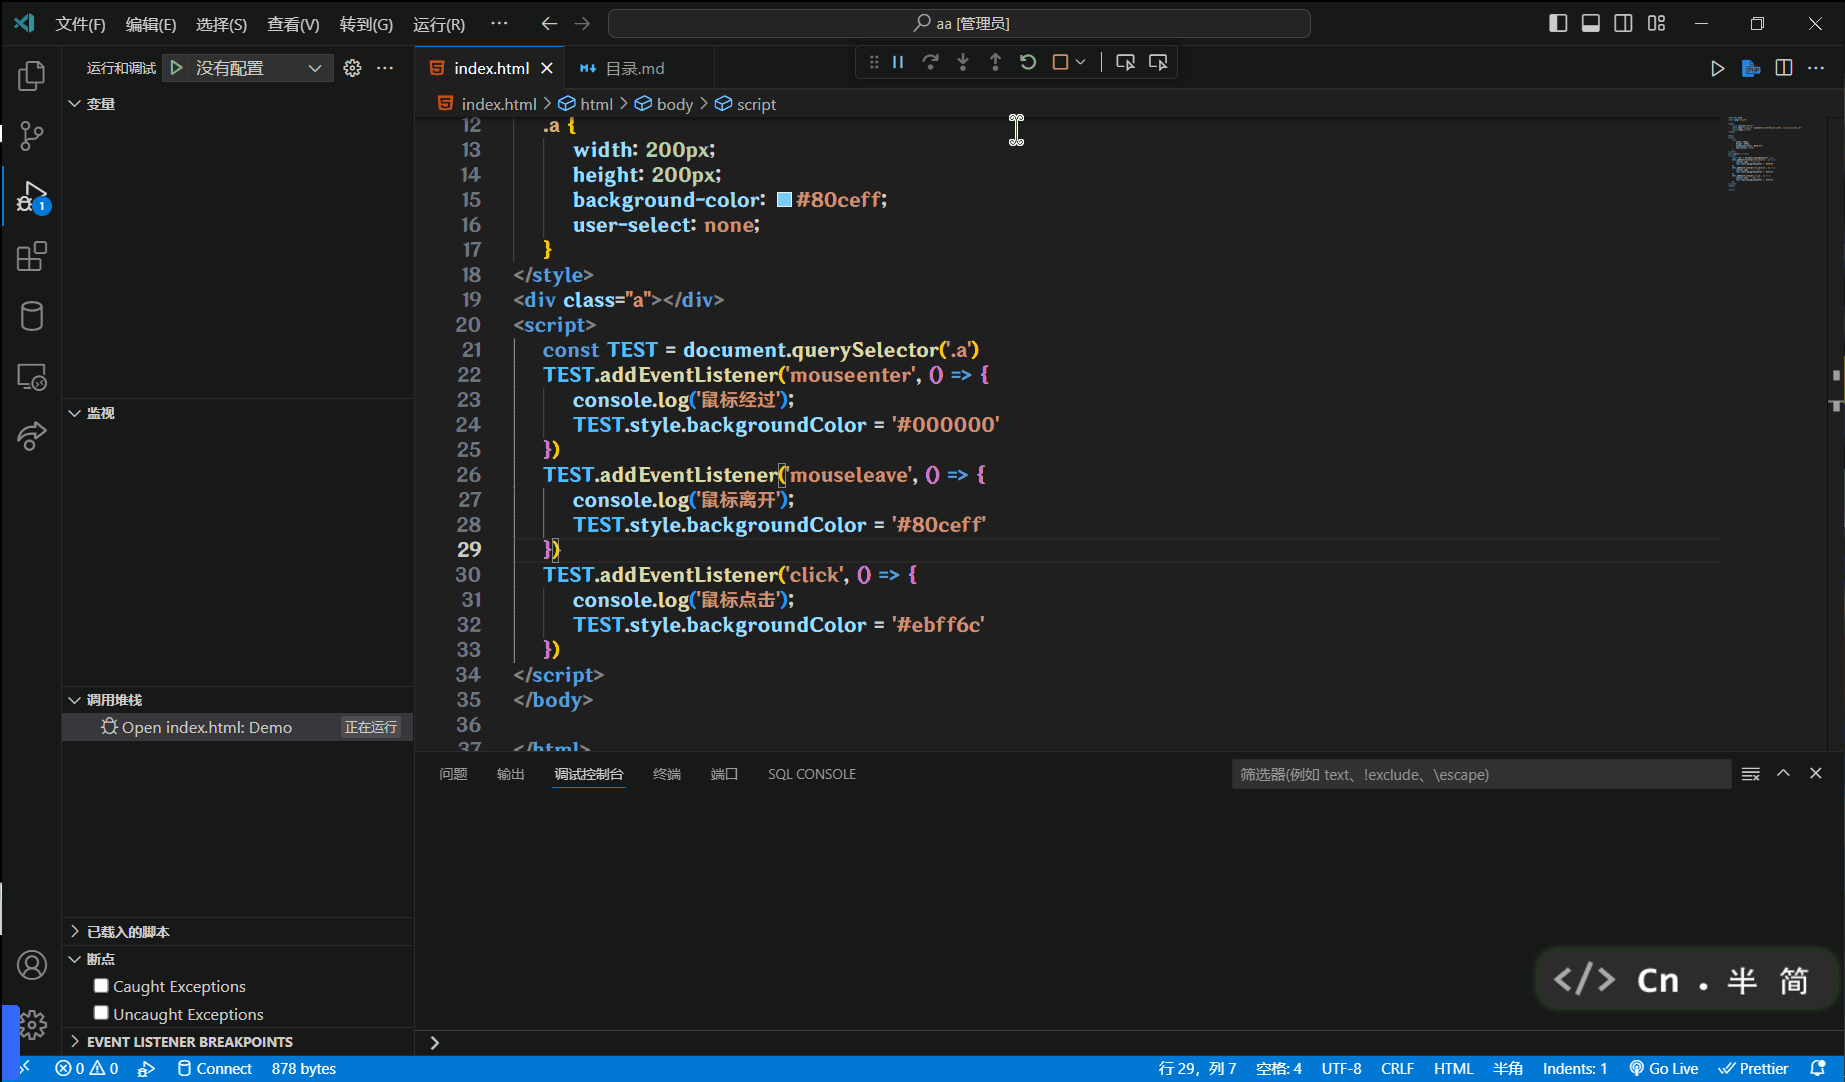 文件(F) 编辑(E) 选择(S) 查看(V) 转到(G) 运行(R) ··· aa [管理员]
运行和调试 没有配置 ···
index.html 目录.md
index.html > html > body > script
变量
监视
调用堆栈
Open index.html: Demo 正在运行
已载入的脚本
断点
Caught Exceptions
Uncaught Exceptions
EVENT LISTENER BREAKPOINTS
12 .a {
13 width: 200px;
14 height: 200px;
15 background-color: #80ceff;
16 user-select: none;
17 }
18 </style>
19 <div class="a"></div>
20 <script>
21 const TEST = document.querySelector('.a')
22 TEST.addEventListener('mouseenter', () => {
23 console.log('鼠标经过');
24 TEST.style.backgroundColor = '#000000'
25 })
26 TEST.addEventListener('mouseleave', () => {
27 console.log('鼠标离开');
28 TEST.style.backgroundColor = '#80ceff'
29 })
30 TEST.addEventListener('click', () => {
31 console.log('鼠标点击');
32 TEST.style.backgroundColor = '#ebff6c'
33 })
34 </script>
35 </body>
36
37 </html>
问题 输出 调试控制台 终端 端口 SQL CONSOLE 筛选器(例如 text、!exclude、\escape)
</> Cn . 半 简
0 0 Connect 878 bytes 行 29，列 7 空格: 4 UTF-8 CRLF HTML 半角 Indents: 1 Go Live Prettier
1